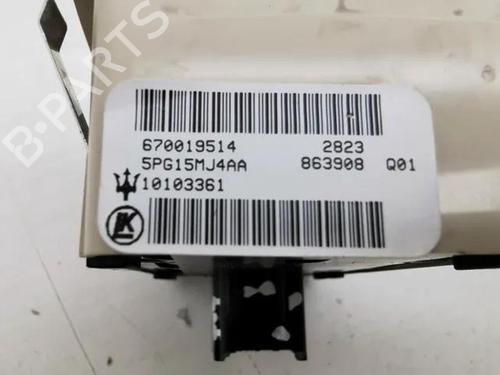 B-PARTS
670019514 2823
5PG15MJ4AA 863908 Q01
10103361
K